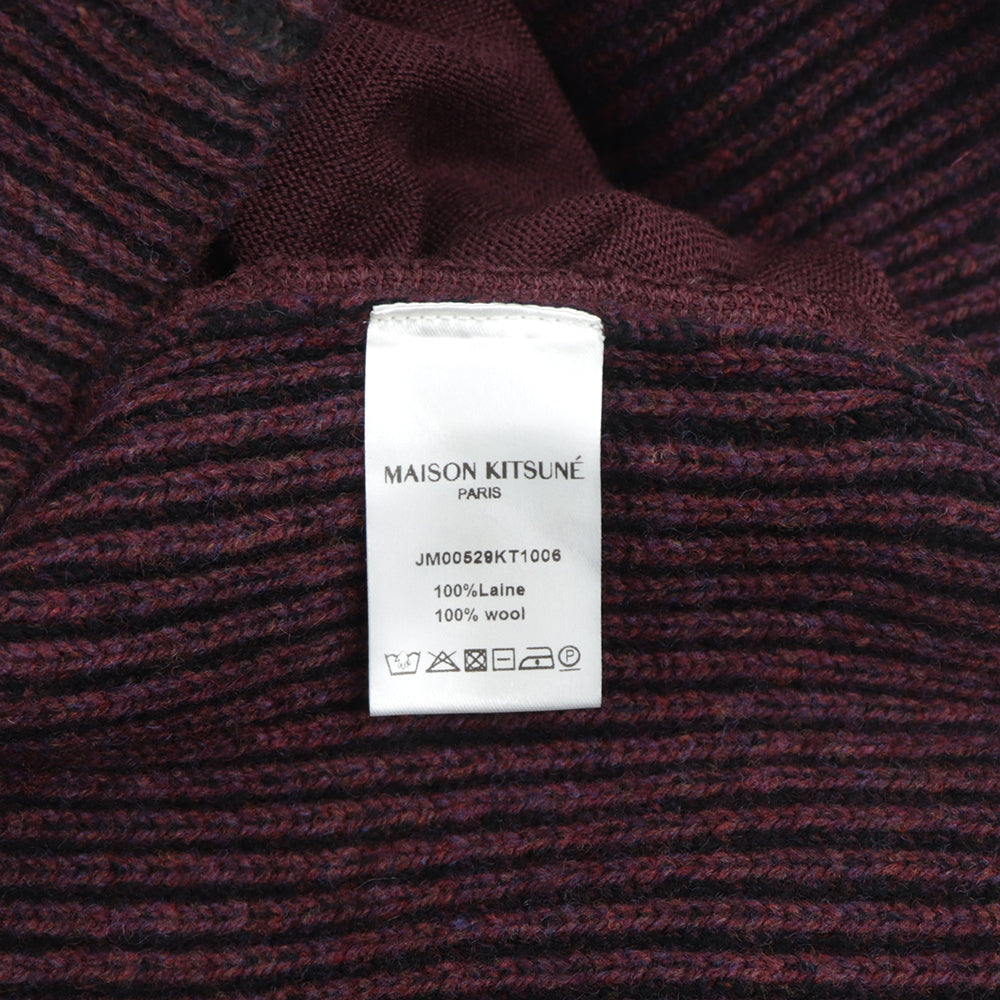 MAISON KITSUNÉ
PARIS
JM00529KT1006
100%Laine
100% wool
P